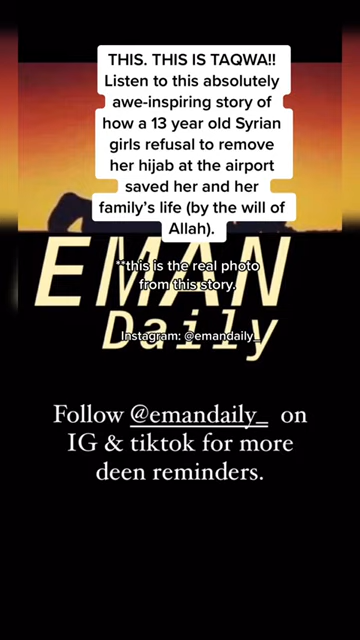 THIS. THIS IS TAQWA!!
Listen to this absolutely
awe-inspiring story of
how a 13 year old Syrian
girls refusal to remove
her hijab at the airport
saved her and her
family's life (by the will of
Allah).
EMAN
**this is the real photo
from this story.
Daily
Instagram: @emandaily_
Follow @emandaily_ on
IG & tiktok for more
deen reminders.